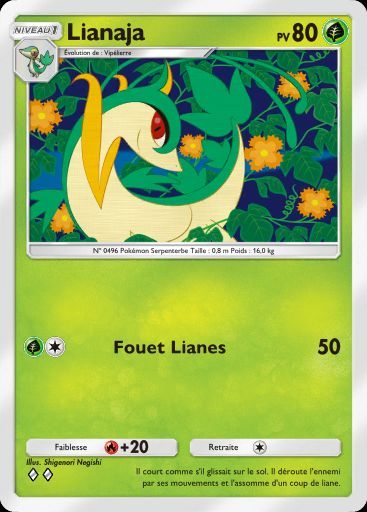 NIVEAU 1
Lianaja
PV 80
Évolution de : Vipélierre
N° 0496 Pokémon Serpenterbe Taille : 0,8 m Poids : 16,0 kg
Fouet Lianes 50
Faiblesse +20
Retraite
Illus. Shigenori Negishi
Il court comme s'il glissait sur le sol. Il déroute l'ennemi
par ses mouvements et l'assomme d'un coup de liane.